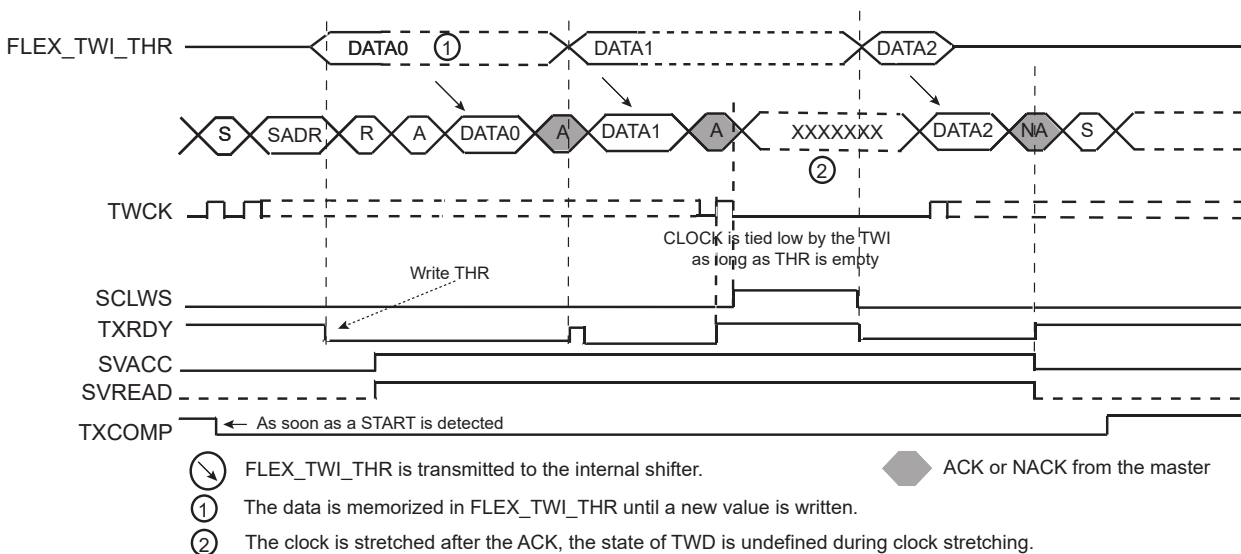 FLEX_TWI_THR DATA0 1 DATA1 DATA2
S SADR R A DATA0 A DATA1 A XXXXXXX DATA2 NA S
2
TWCK
CLOCK is tied low by the TWI
as long as THR is empty
Write THR
SCLWS
TXRDY
SVACC
SVREAD
As soon as a START is detected
TXCOMP
FLEX_TWI_THR is transmitted to the internal shifter. ACK or NACK from the master
1 The data is memorized in FLEX_TWI_THR until a new value is written.
2 The clock is stretched after the ACK, the state of TWD is undefined during clock stretching.